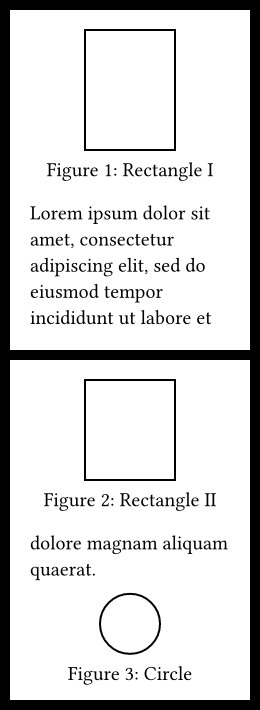 Figure 1: Rectangle I
Lorem ipsum dolor sit
amet, consectetur
adipiscing elit, sed do
eiusmod tempor
incididunt ut labore et
Figure 2: Rectangle II
dolore magnam aliquam
quaerat.
Figure 3: Circle